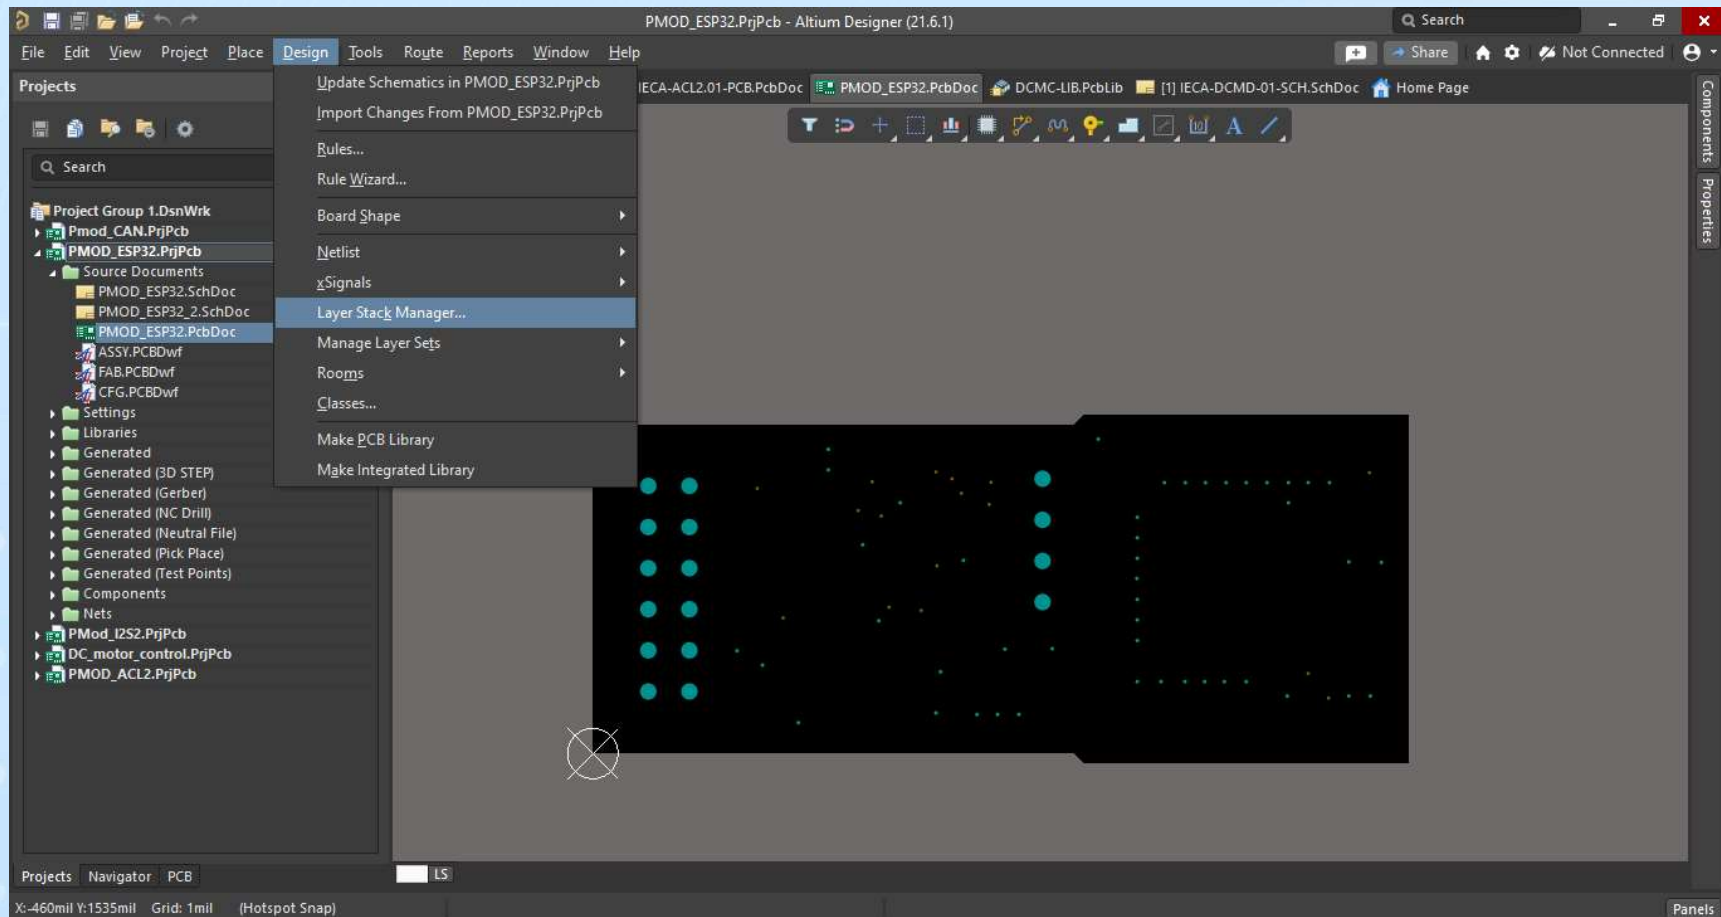 PMOD_ESP32.PrjPcb - Altium Designer (21.6.1)
Search
File Edit View Project Place Design Tools Route Reports Window Help
Share
Not Connected
Projects
Search
Project Group 1.DsnWrk
Pmod_CAN.PrjPcb
PMOD_ESP32.PrjPcb
Source Documents
PMOD_ESP32.SchDoc
PMOD_ESP32_2.SchDoc
PMOD_ESP32.PcbDoc
ASSY.PCBDwf
FAB.PCBDwf
CFG.PCBDwf
Settings
Libraries
Generated
Generated (3D STEP)
Generated (Gerber)
Generated (NC Drill)
Generated (Neutral File)
Generated (Pick Place)
Generated (Test Points)
Components
Nets
PMod_I2S2.PrjPcb
DC_motor_control.PrjPcb
PMOD_ACL2.PrjPcb
Update Schematics in PMOD_ESP32.PrjPcb
Import Changes From PMOD_ESP32.PrjPcb
Rules...
Rule Wizard...
Board Shape
Netlist
xSignals
Layer Stack Manager...
Manage Layer Sets
Rooms
Classes...
Make PCB Library
Make Integrated Library
IECA-ACL2.01-PCB.PcbDoc PMOD_ESP32.PcbDoc DCMC-LIB.PcbLib [1] IECA-DCMD-01-SCH.SchDoc Home Page
A
Components
Properties
Projects Navigator PCB
LS
X:-460mil Y:1535mil Grid: 1mil (Hotspot Snap)
Panels